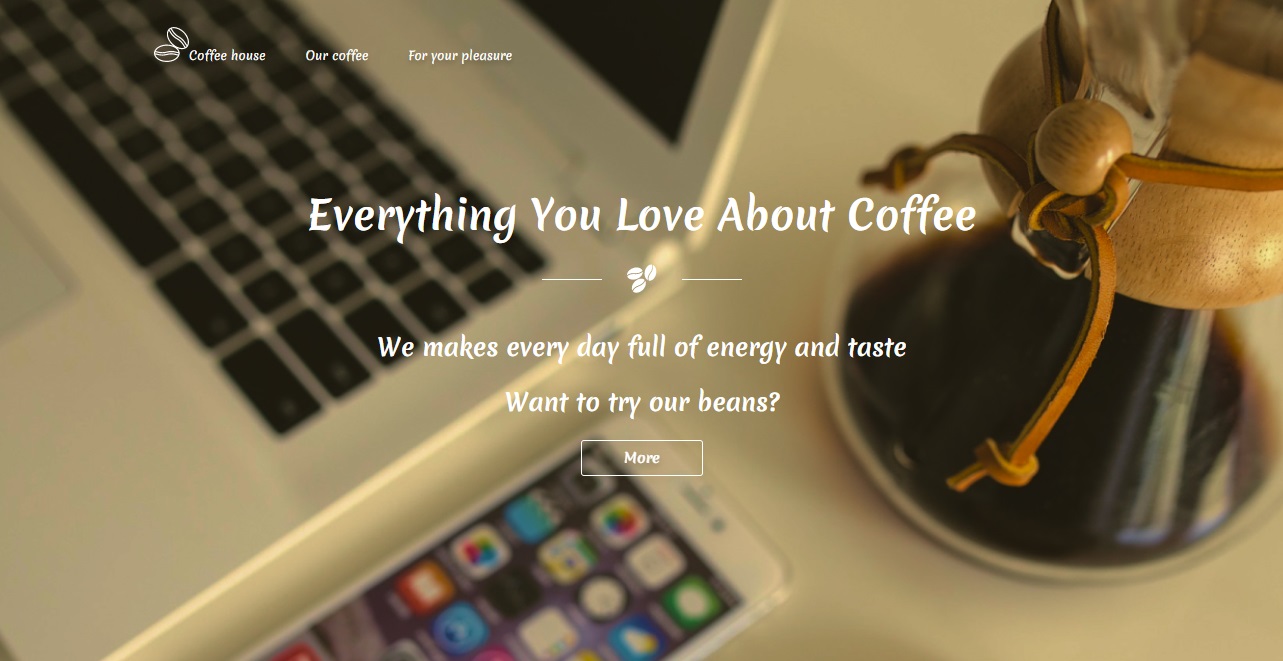 Coffee house Our coffee For your pleasure
Everything You Love About Coffee
We makes every day full of energy and taste
Want to try our beans?
More